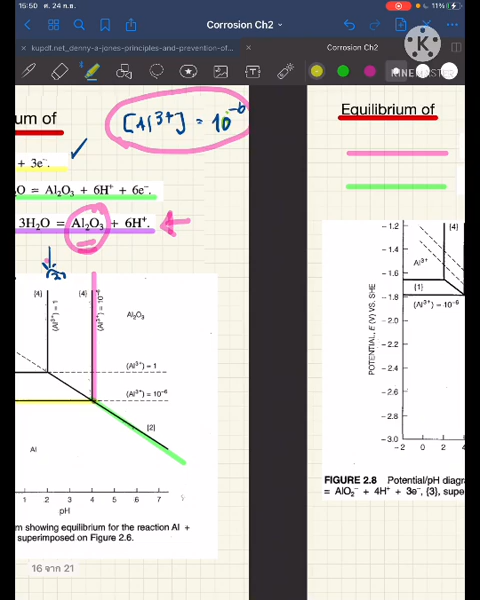 15:50 ส. 24 ก.ย.
11%
Corrosion Ch2
kupdf.net_denny-a-jones-principles-and-prevention-of...
Corrosion Ch2
K
KINEMASTER
um of
[Al3+] = 10-6
+ 3e-.
O = Al2O3 + 6H+ + 6e-.
3H2O = Al2O3 + 6H+.
[4]
(Al3+) = 1
[4]
(Al3+) = 10-6
Al2O3
(Al3+) = 1
(Al3+) = 10-6
[2]
Al
1 2 3 4 5 6 7
pH
m showing equilibrium for the reaction Al +
superimposed on Figure 2.6.
16 จาก 21
Equilibrium of
POTENTIAL, E (V) VS. SHE
-1.2
-1.4
-1.6
-1.8
-2.0
-2.2
-2.4
-2.6
-2.8
-3.0
[4]
Al3+
{1}
(Al3+) = 10-6
-2 0 2 4
FIGURE 2.8 Potential/pH diagr
= AlO2- + 4H+ + 3e-, {3}, supe